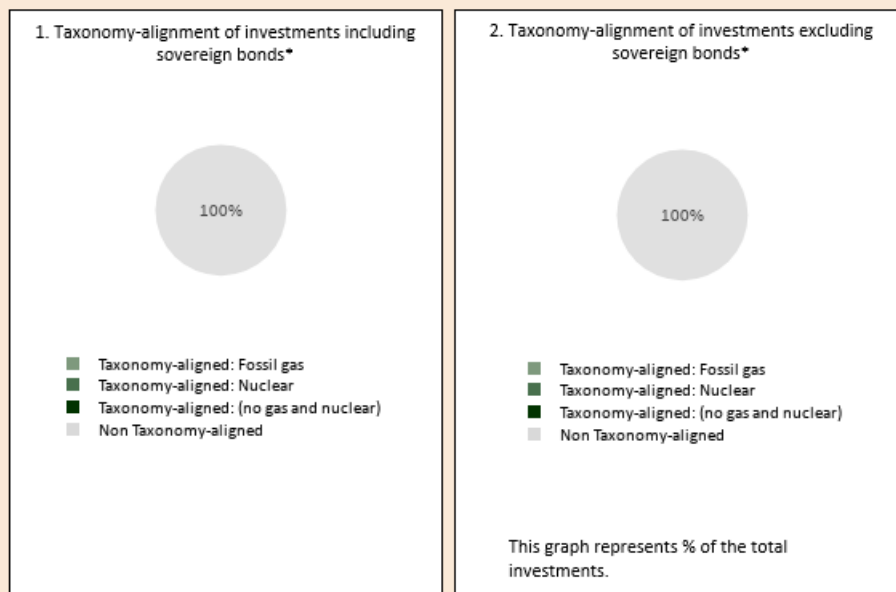 1. Taxonomy-alignment of investments including
sovereign bonds*
100%
Taxonomy-aligned: Fossil gas
Taxonomy-aligned: Nuclear
Taxonomy-aligned: (no gas and nuclear)
Non Taxonomy-aligned
2. Taxonomy-alignment of investments excluding
sovereign bonds*
100%
Taxonomy-aligned: Fossil gas
Taxonomy-aligned: Nuclear
Taxonomy-aligned: (no gas and nuclear)
Non Taxonomy-aligned
This graph represents % of the total
investments.